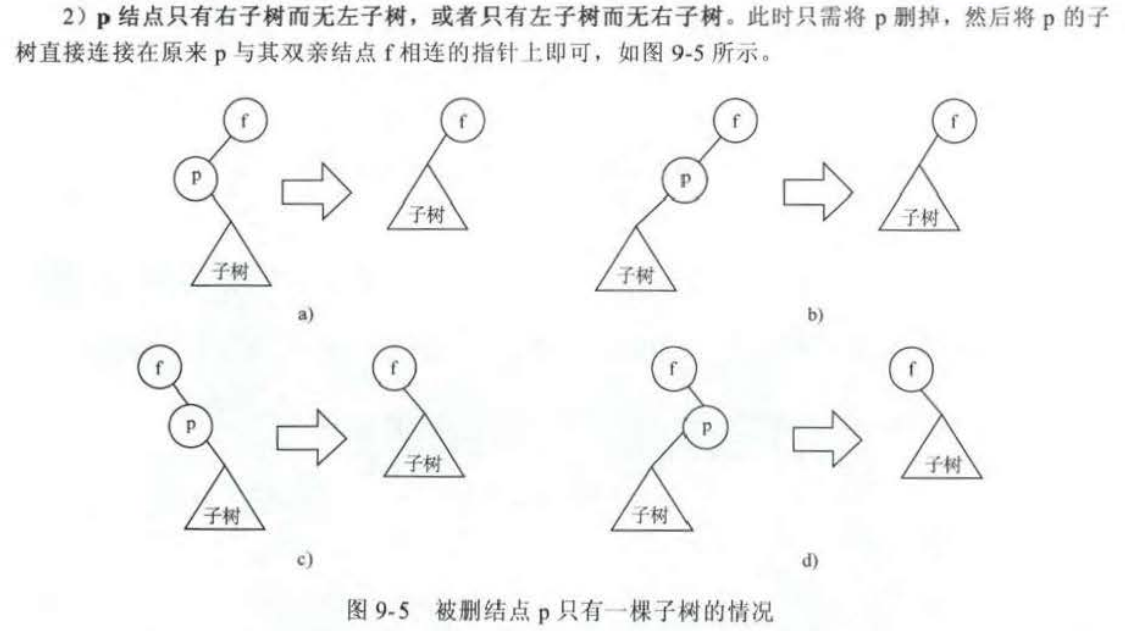 2）p 结点只有右子树而无左子树，或者只有左子树而无右子树。此时只需将 p 删掉，然后将 p 的子
树直接连接在原来 p 与其双亲结点 f 相连的指针上即可，如图 9-5 所示。
f
p
子树
f
子树
a)
f
p
子树
f
子树
b)
f
p
子树
f
子树
c)
f
p
子树
f
子树
d)
图 9-5 被删结点 p 只有一棵子树的情况